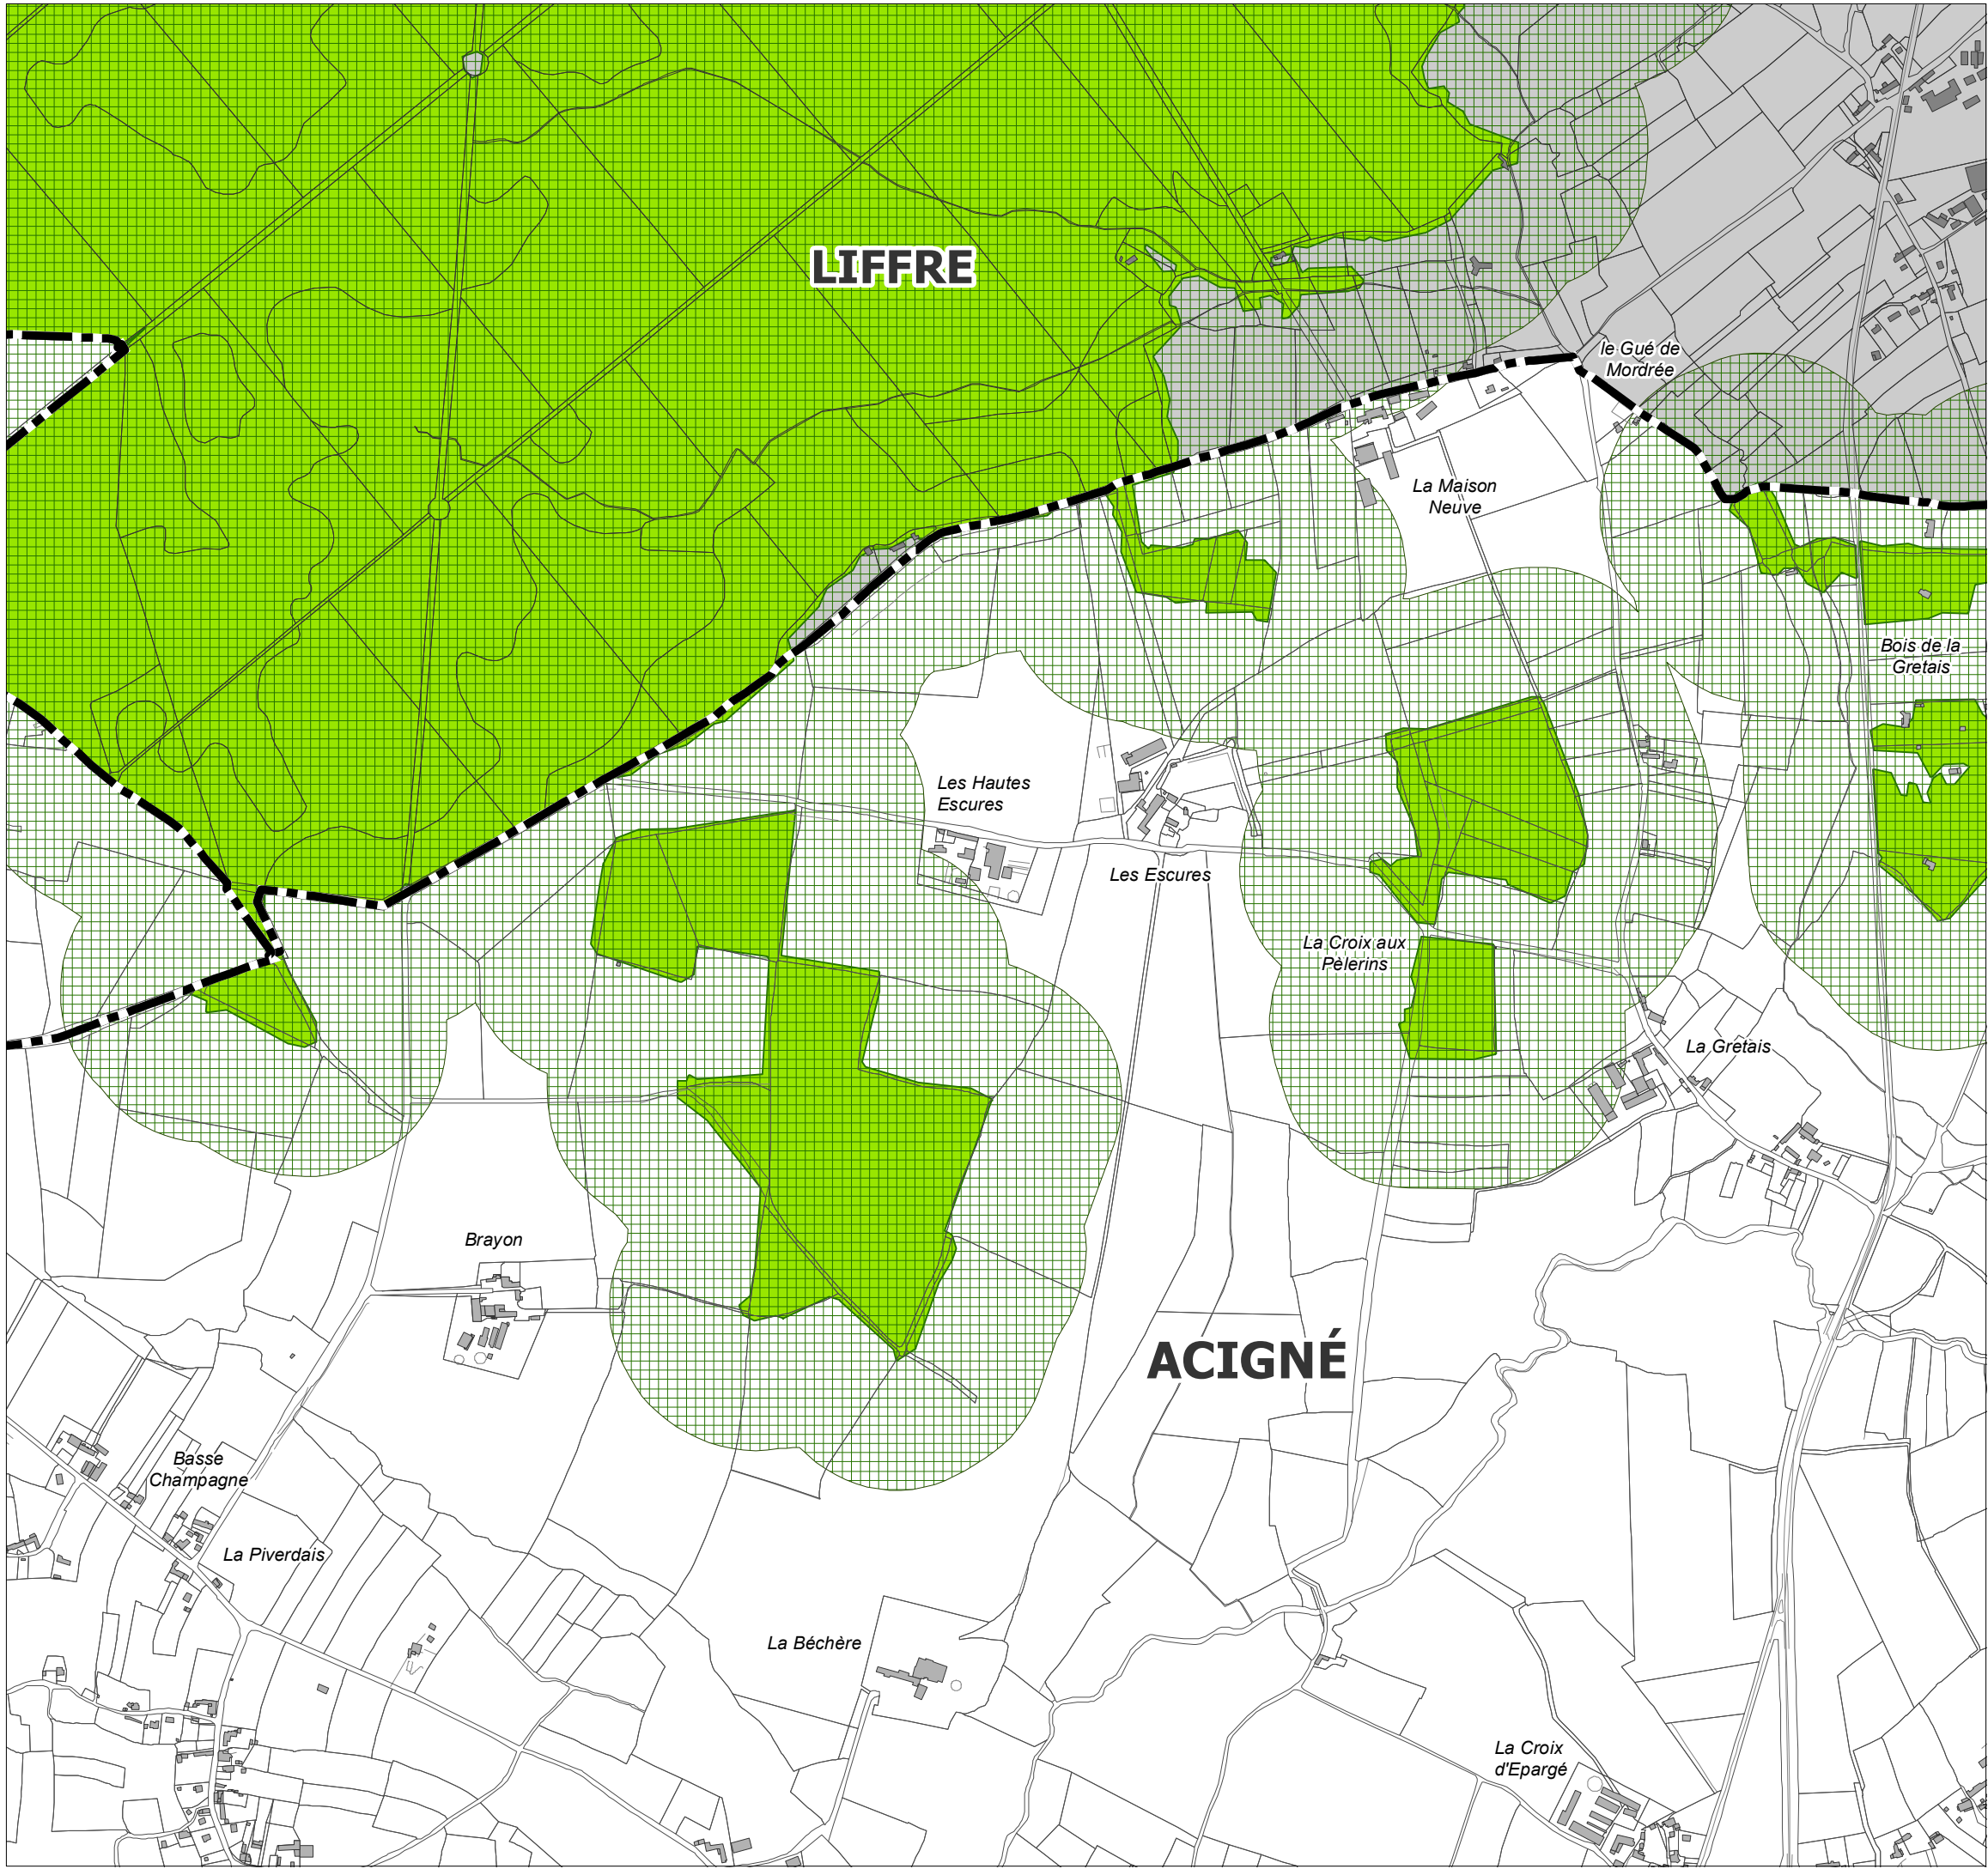 LIFFRE
le Gué de
Mordrée
La Maison
Neuve
Bois de la
Gretais
Les Hautes
Escures
Les Escures
La Croix aux
Pèlerins
La Gretais
Brayon
ACIGNÉ
Basse
Champagne
La Piverdais
La Béchère
La Croix
d'Epargé